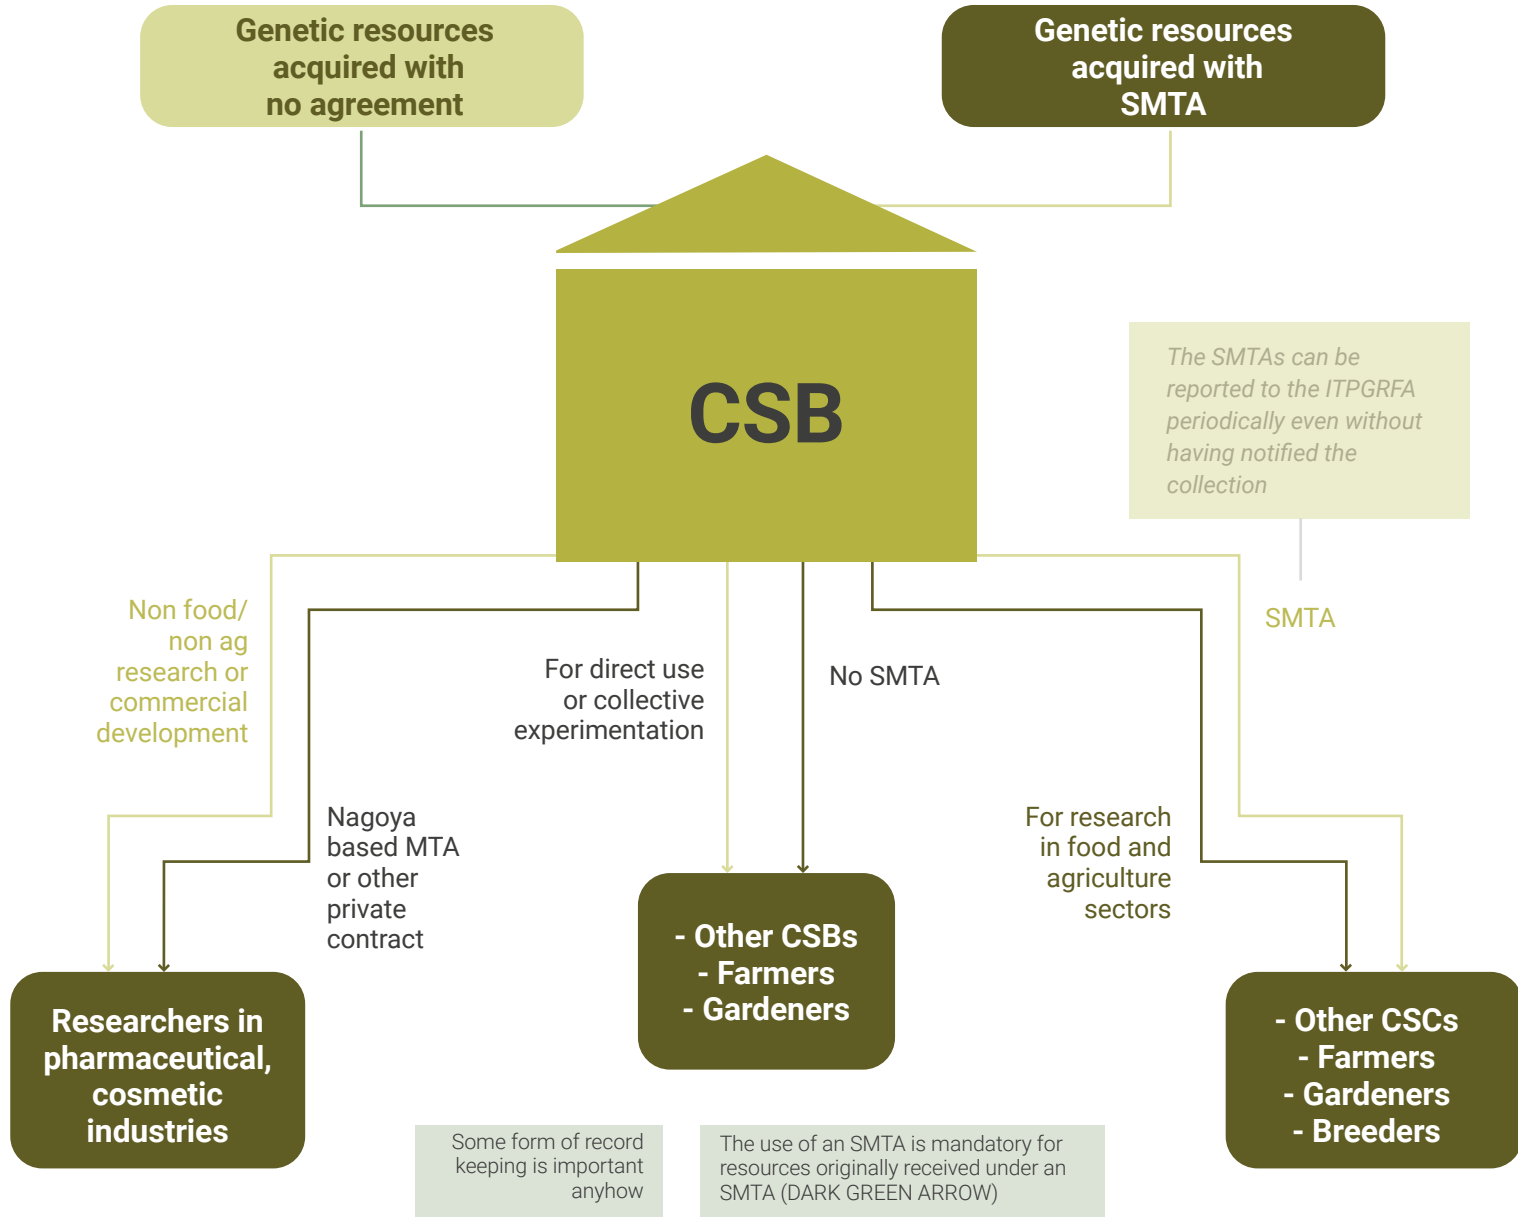 Genetic resources
acquired with
no agreement
Genetic resources
acquired with
SMTA
CSB
The SMTAs can be
reported to the ITPGRFA
periodically even without
having notified the
collection
Non food/
non ag
research or
commercial
development
For direct use
or collective
experimentation
No SMTA
SMTA
Nagoya
based MTA
or other
private
contract
For research
in food and
agriculture
sectors
Researchers in
pharmaceutical,
cosmetic
industries
- Other CSBs
- Farmers
- Gardeners
- Other CSCs
- Farmers
- Gardeners
- Breeders
Some form of record
keeping is important
anyhow
The use of an SMTA is mandatory for
resources originally received under an
SMTA (DARK GREEN ARROW)